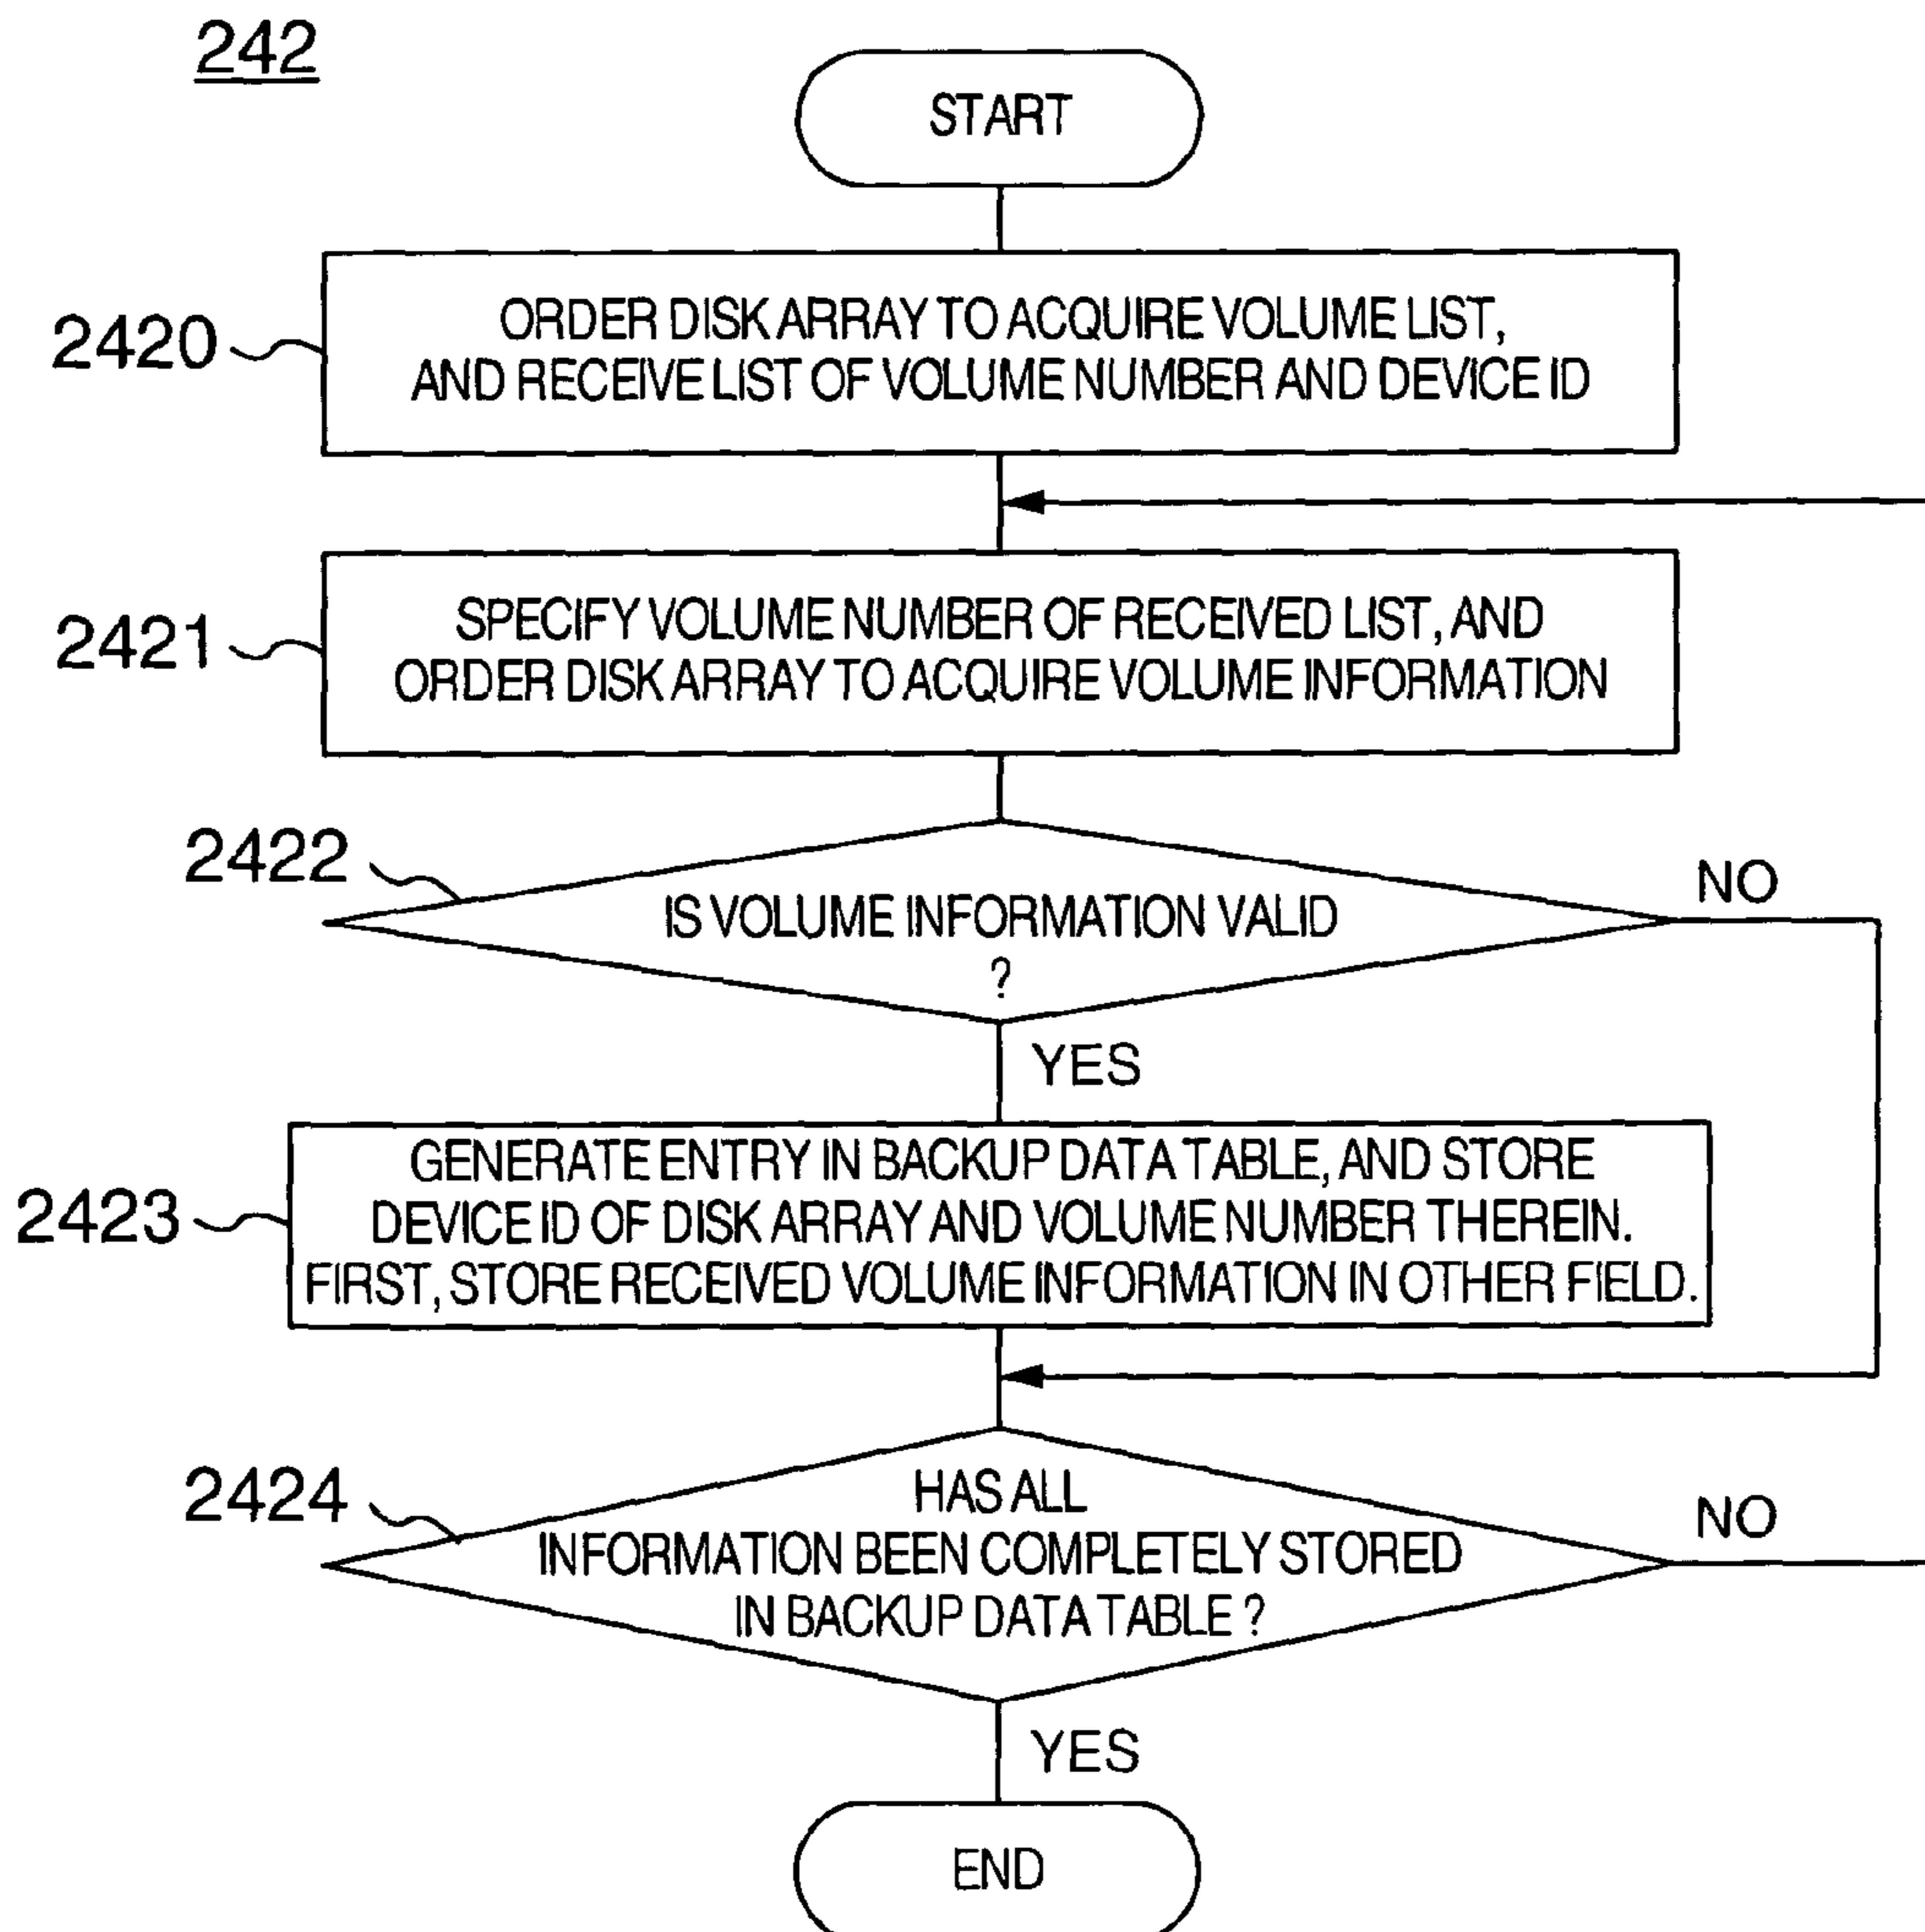 242
START
2420
ORDER DISK ARRAY TO ACQUIRE VOLUME LIST,
AND RECEIVE LIST OF VOLUME NUMBER AND DEVICE ID
2421
SPECIFY VOLUME NUMBER OF RECEIVED LIST, AND
ORDER DISK ARRAY TO ACQUIRE VOLUME INFORMATION
2422
IS VOLUME INFORMATION VALID
?
NO
YES
2423
GENERATE ENTRY IN BACKUP DATA TABLE, AND STORE
DEVICE ID OF DISK ARRAY AND VOLUME NUMBER THEREIN.
FIRST, STORE RECEIVED VOLUME INFORMATION IN OTHER FIELD.
2424
HAS ALL
INFORMATION BEEN COMPLETELY STORED
IN BACKUP DATA TABLE ?
NO
YES
END